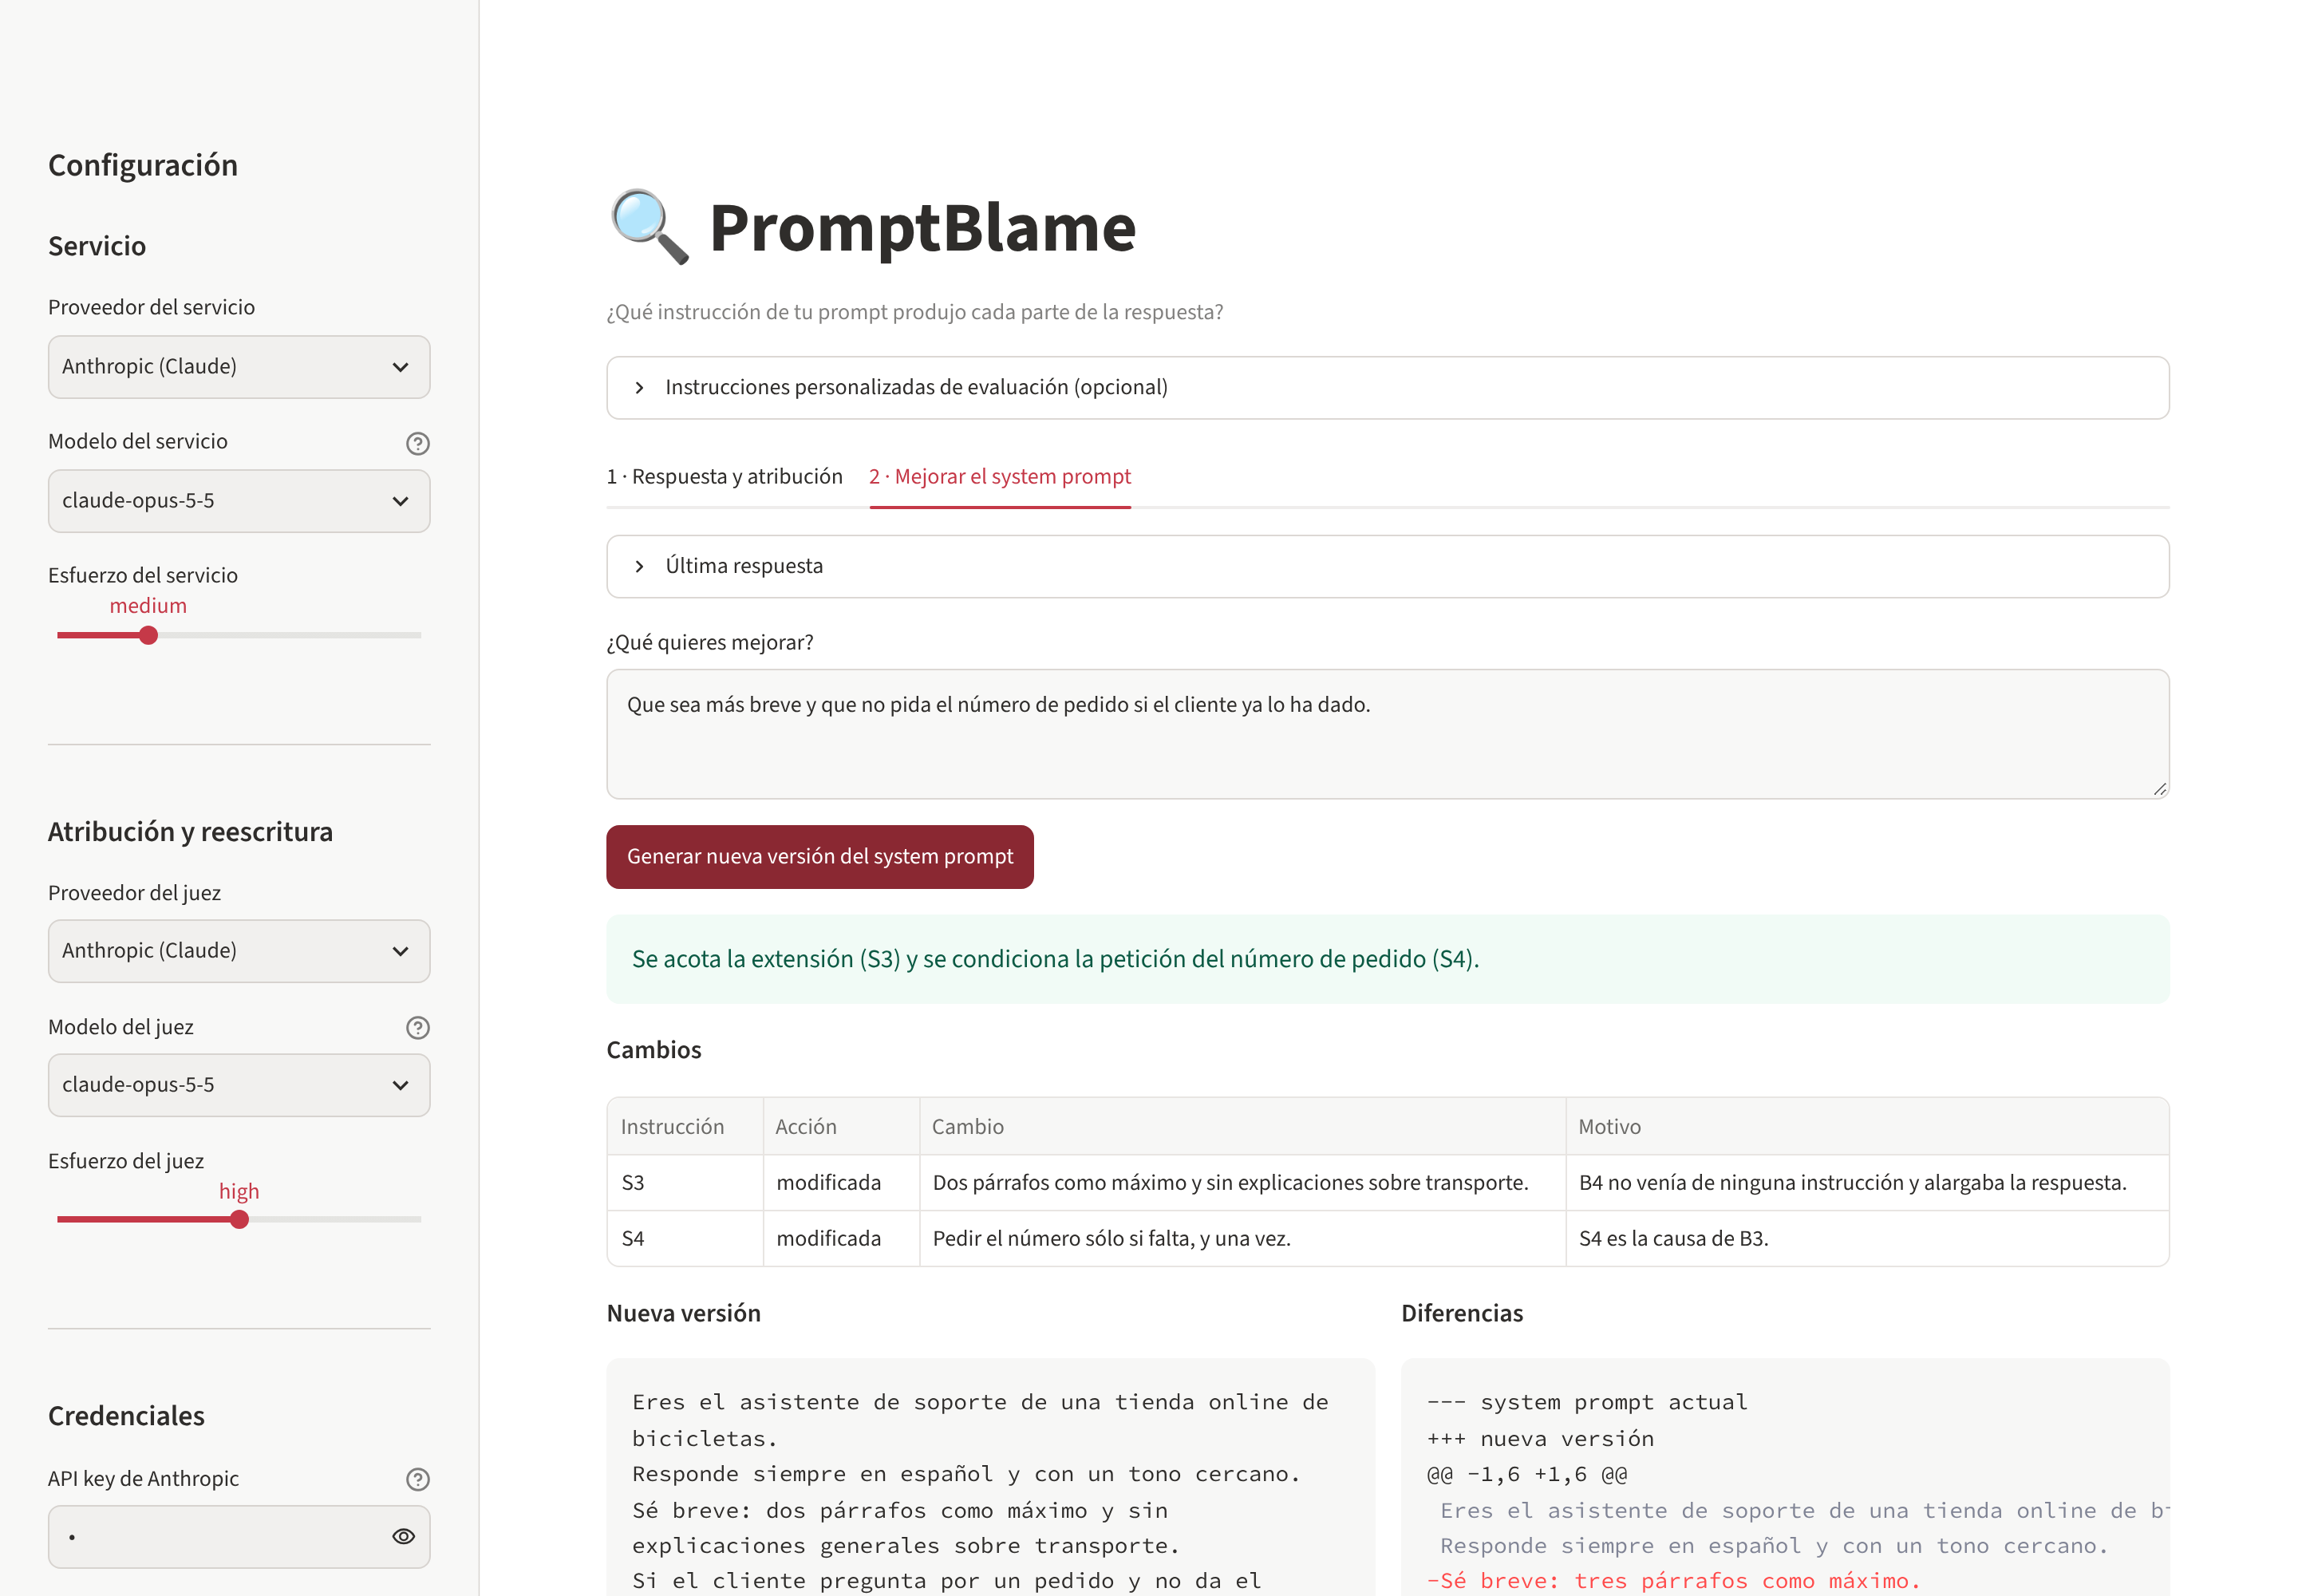 Configuración
Servicio
Proveedor del servicio
Anthropic (Claude)
Modelo del servicio
claude-opus-5-5
Esfuerzo del servicio
medium
Atribución y reescritura
Proveedor del juez
Anthropic (Claude)
Modelo del juez
claude-opus-5-5
Esfuerzo del juez
high
Credenciales
API key de Anthropic
PromptBlame
¿Qué instrucción de tu prompt produjo cada parte de la respuesta?
Instrucciones personalizadas de evaluación (opcional)
1 · Respuesta y atribución 2 · Mejorar el system prompt
Última respuesta
¿Qué quieres mejorar?
Que sea más breve y que no pida el número de pedido si el cliente ya lo ha dado.
Generar nueva versión del system prompt
Se acota la extensión (S3) y se condiciona la petición del número de pedido (S4).
Cambios
Instrucción Acción Cambio Motivo
S3 modificada Dos párrafos como máximo y sin explicaciones sobre transporte. B4 no venía de ninguna instrucción y alargaba la respuesta.
S4 modificada Pedir el número sólo si falta, y una vez. S4 es la causa de B3.
Nueva versión
Eres el asistente de soporte de una tienda online de
bicicletas.
Responde siempre en español y con un tono cercano.
Sé breve: dos párrafos como máximo y sin
explicaciones generales sobre transporte.
Si el cliente pregunta por un pedido y no da el
Diferencias
--- system prompt actual
+++ nueva versión
@@ -1,6 +1,6 @@
Eres el asistente de soporte de una tienda online de
Responde siempre en español y con un tono cercano.
-Sé breve: tres párrafos como máximo.